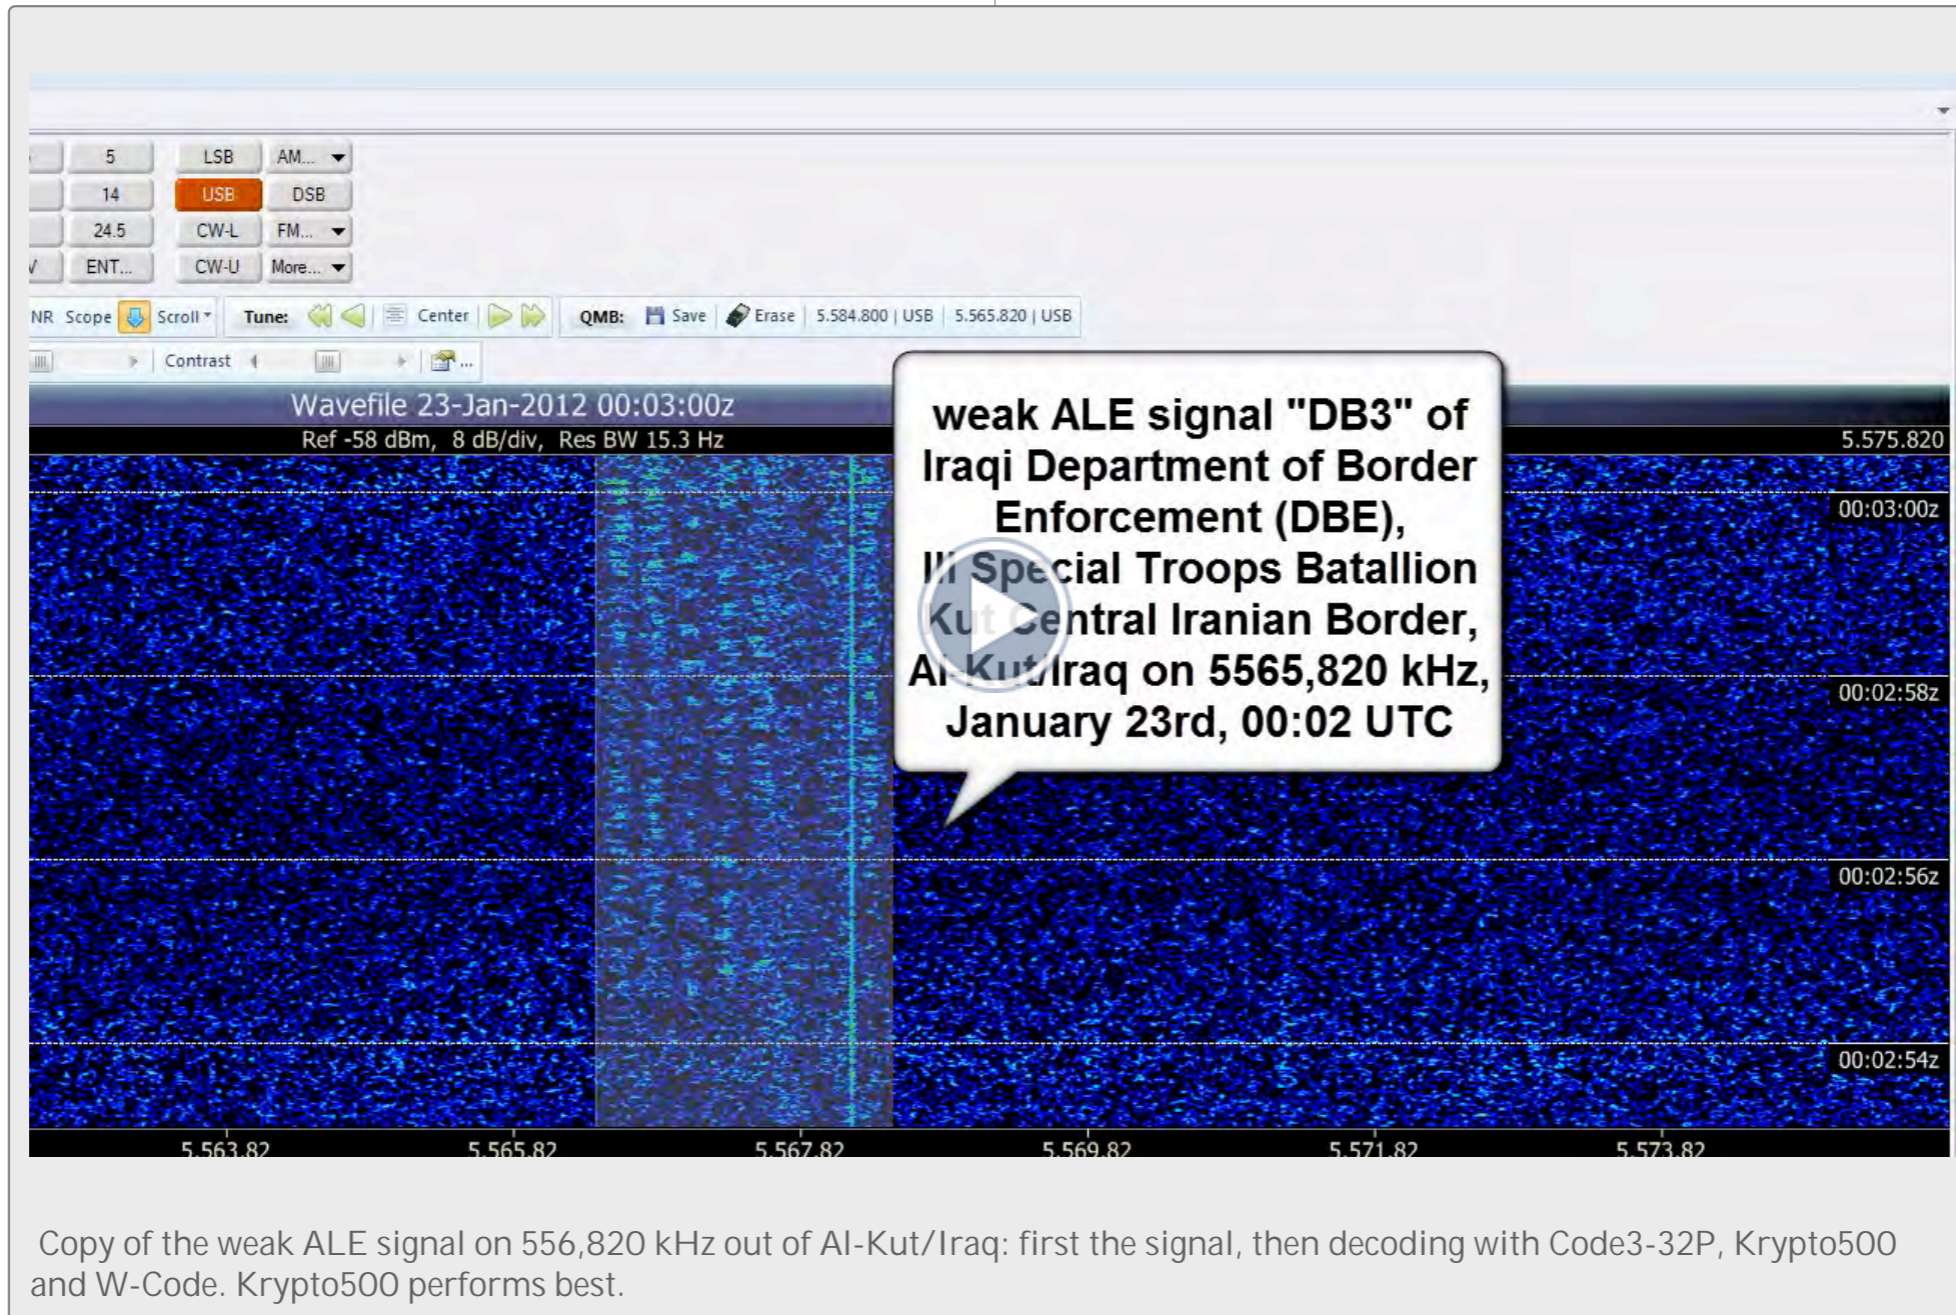 5 LSB AM...
14 USB DSB
24.5 CW-L FM...
V ENT... CW-U More...
NR Scope Scroll Tune: Center QMB: Save Erase 5.584.800 | USB 5.565.820 | USB
Contrast ...
Wavefile 23-Jan-2012 00:03:00z
Ref -58 dBm, 8 dB/div, Res BW 15.3 Hz
5.575.820
weak ALE signal "DB3" of
Iraqi Department of Border
Enforcement (DBE),
III Special Troops Batallion
Kut Central Iranian Border,
Al-Kut/Iraq on 5565,820 kHz,
January 23rd, 00:02 UTC
00:03:00z
00:02:58z
00:02:56z
00:02:54z
5.563.82 5.565.82 5.567.82 5.569.82 5.571.82 5.573.82
Copy of the weak ALE signal on 556,820 kHz out of Al-Kut/Iraq: first the signal, then decoding with Code3-32P, Krypto500
and W-Code. Krypto500 performs best.